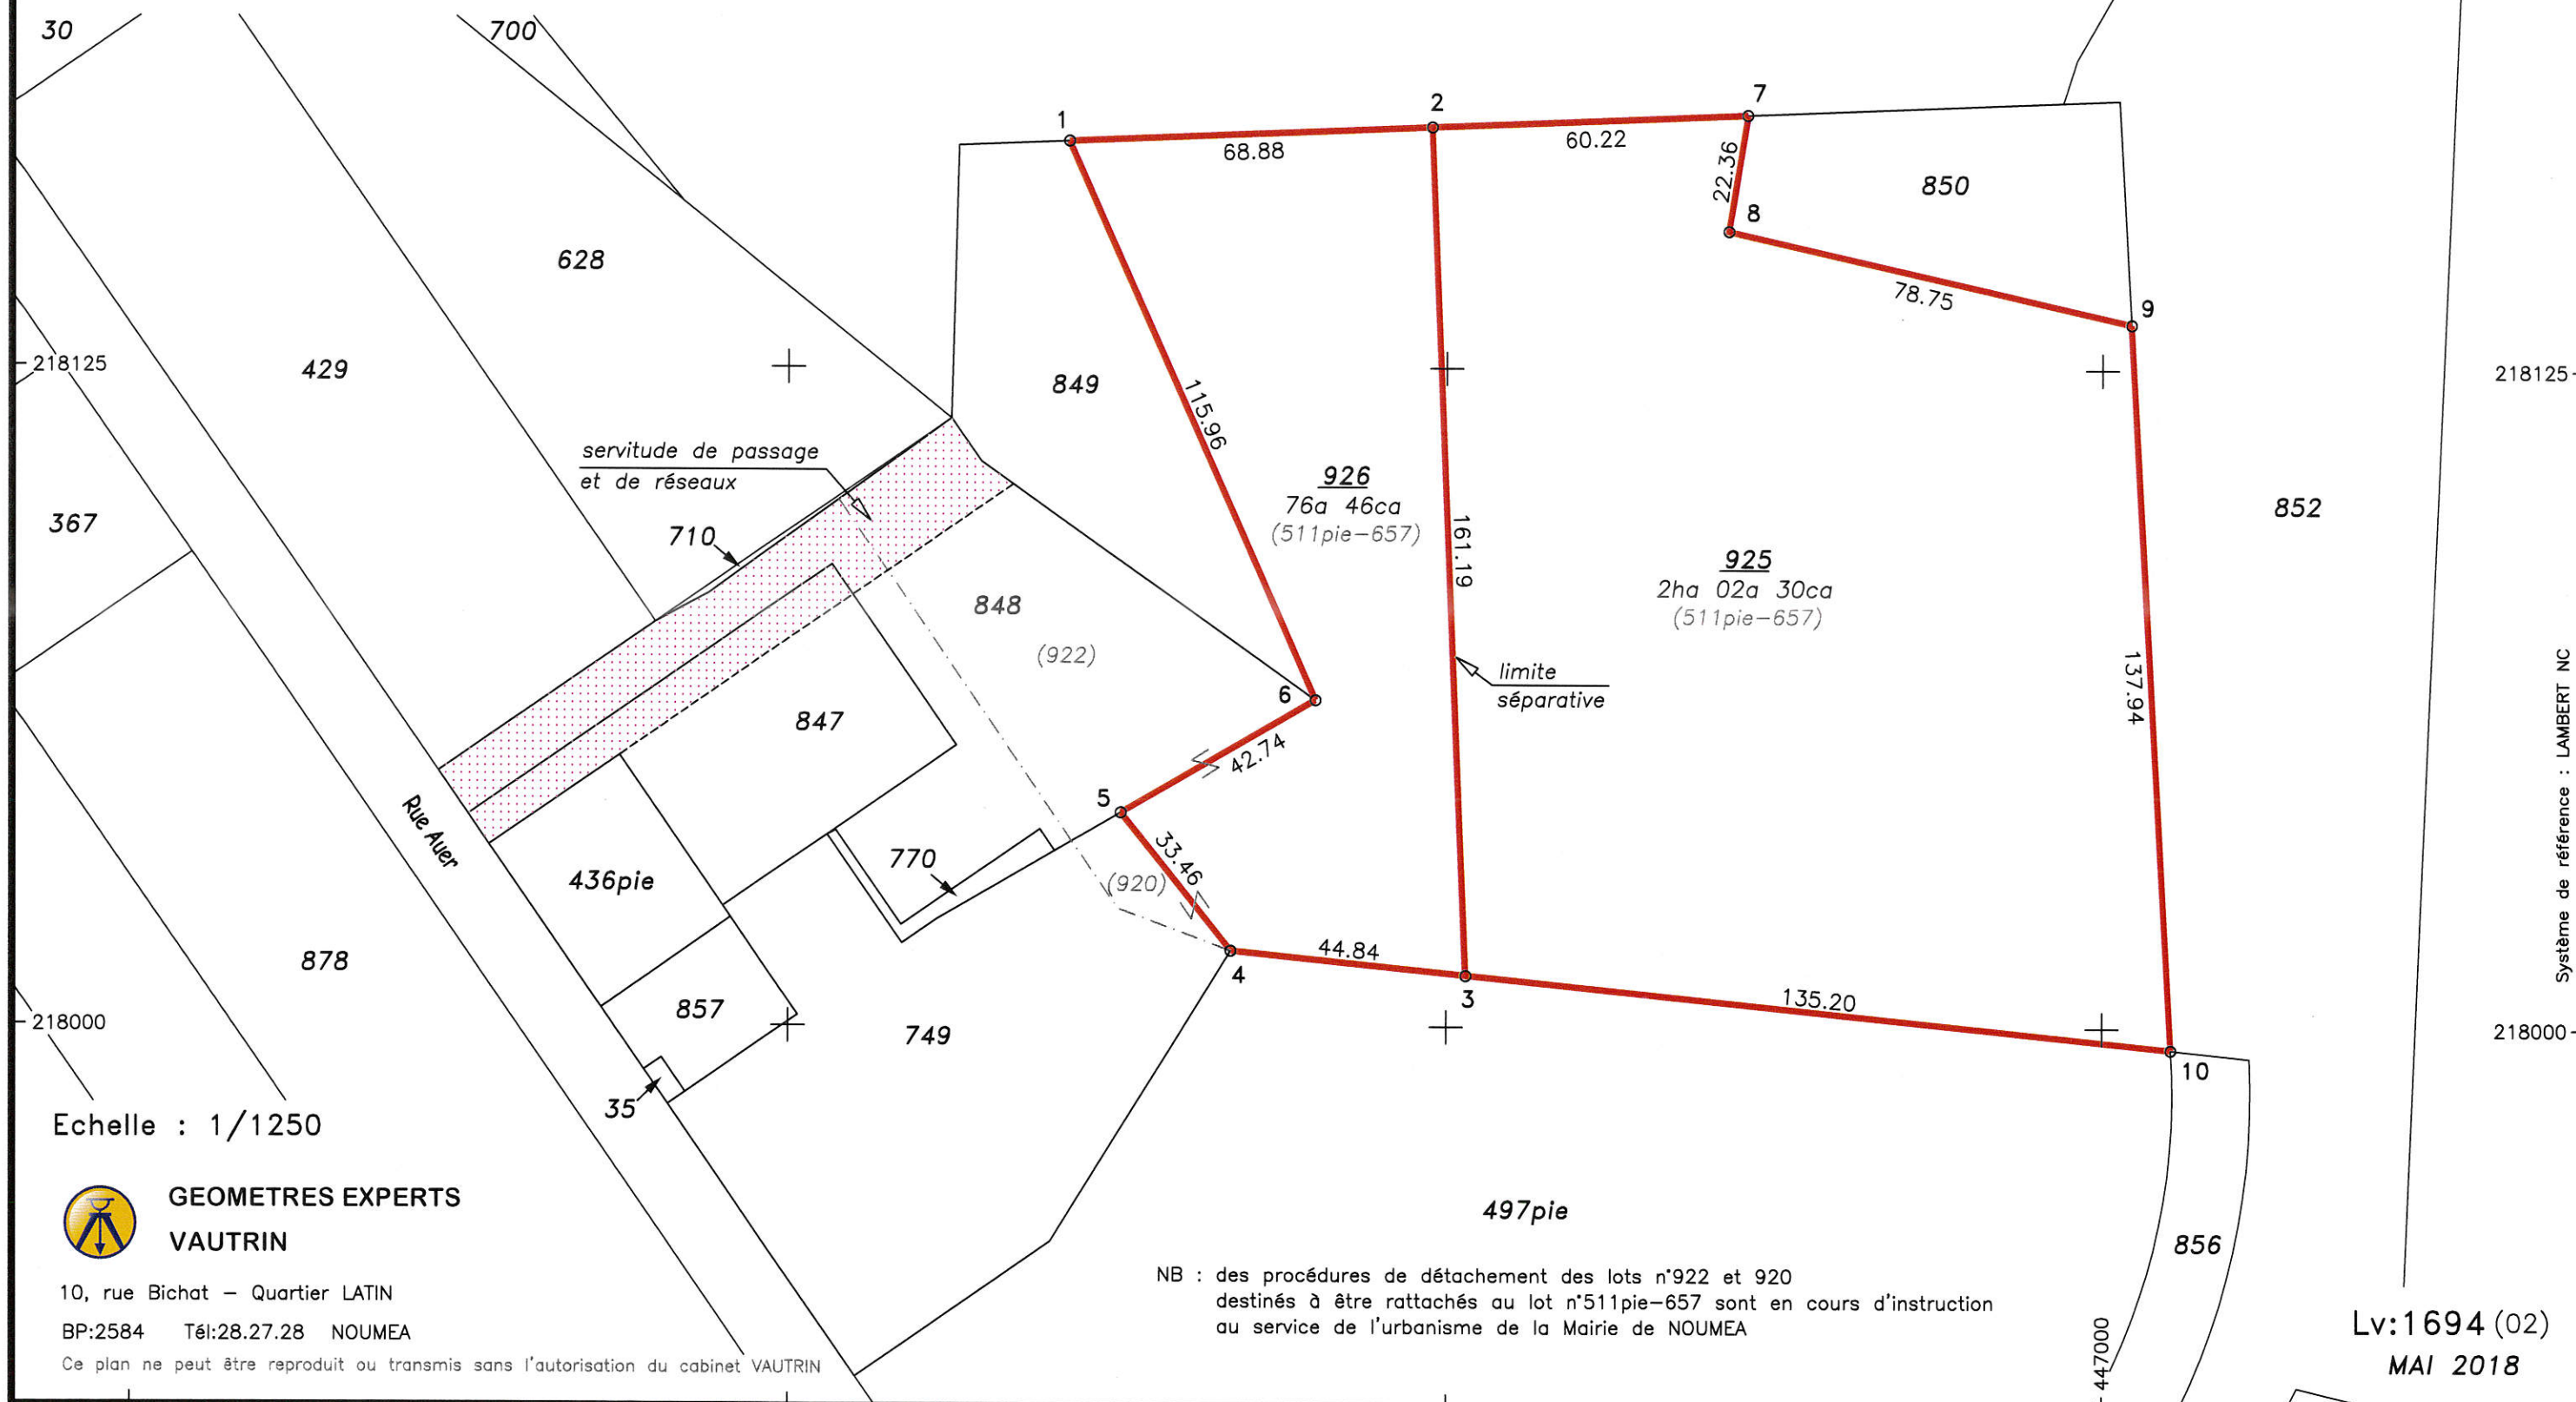 30
700
1
2
7
68.88
60.22
22.36
850
8
628
78.75
9
218125
429
849
115.96
218125
servitude de passage
et de réseaux
926
76a 46ca
(511pie-657)
852
367
710
161.19
925
2ha 02a 30ca
(511pie-657)
848
(922)
limite
séparative
137.94
Système de référence : LAMBERT NC
6
847
42.74
5
Rue Auer
33.46
770
(920)
436pie
878
44.84
4
3
135.20
857
749
218000
218000
10
35
Echelle : 1/1250
GEOMETRES EXPERTS
VAUTRIN
497pie
856
10, rue Bichat – Quartier LATIN
BP:2584 Tél:28.27.28 NOUMEA
Ce plan ne peut être reproduit ou transmis sans l'autorisation du cabinet VAUTRIN
NB : des procédures de détachement des lots n°922 et 920
destinés à être rattachés au lot n°511pie-657 sont en cours d'instruction
au service de l'urbanisme de la Mairie de NOUMEA
447000
Lv:1694 (02)
MAI 2018